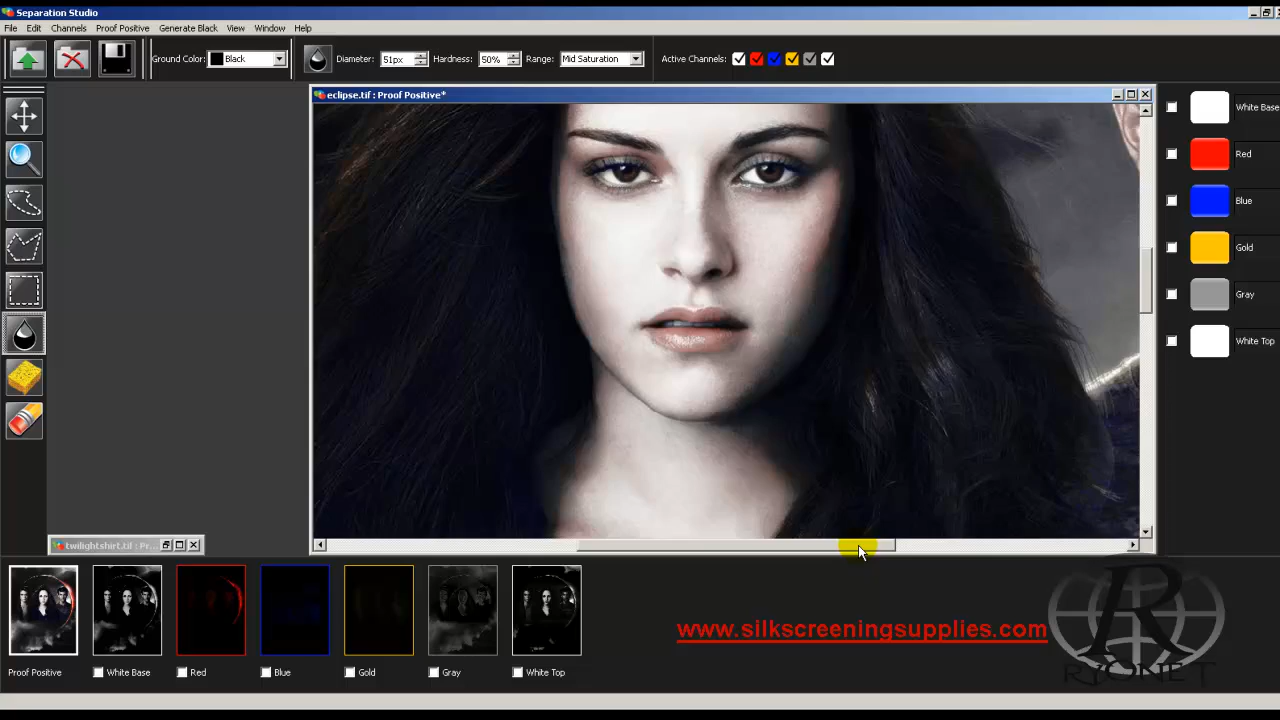 Separation Studio
File Edit Channels Proof Positive Generate Black View Window Help
Ground Color: Black Diameter: 51px Hardness: 50% Range: Mid Saturation Active Channels:
eclipse.tif : Proof Positive*
White Base
Red
Blue
Gold
Gray
White Top
twilightshirt.tif : Pr...
www.silkscreeningsupplies.com
R
RYONET
Proof Positive White Base Red Blue Gold Gray White Top